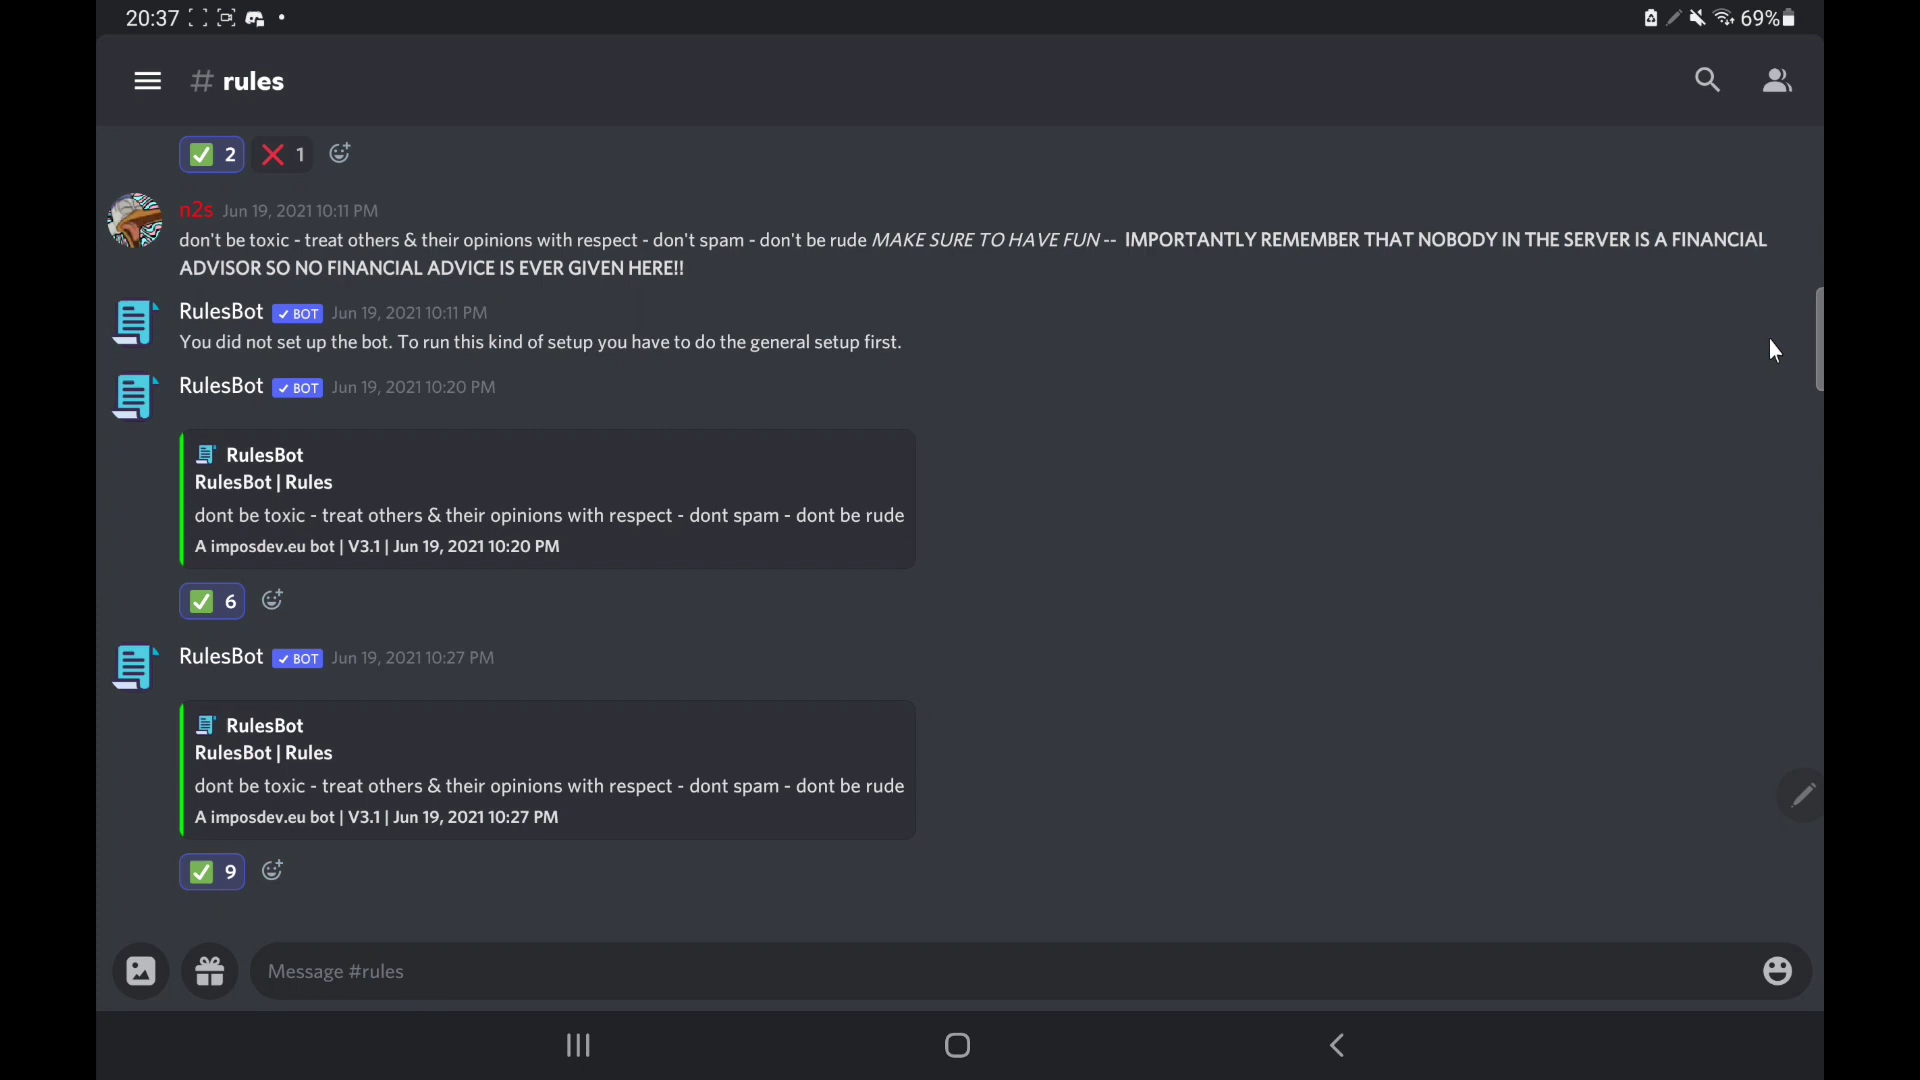 20:37
69%
# rules
2 1
n2s Jun 19, 2021 10:11 PM
don't be toxic - treat others & their opinions with respect - don't spam - don't be rude MAKE SURE TO HAVE FUN -- IMPORTANTLY REMEMBER THAT NOBODY IN THE SERVER IS A FINANCIAL
ADVISOR SO NO FINANCIAL ADVICE IS EVER GIVEN HERE!!
RulesBot ✓ BOT Jun 19, 2021 10:11 PM
You did not set up the bot. To run this kind of setup you have to do the general setup first.
RulesBot ✓ BOT Jun 19, 2021 10:20 PM
RulesBot
RulesBot | Rules
dont be toxic - treat others & their opinions with respect - dont spam - dont be rude
A imposdev.eu bot | V3.1 | Jun 19, 2021 10:20 PM
6
RulesBot ✓ BOT Jun 19, 2021 10:27 PM
RulesBot
RulesBot | Rules
dont be toxic - treat others & their opinions with respect - dont spam - dont be rude
A imposdev.eu bot | V3.1 | Jun 19, 2021 10:27 PM
9
Message #rules